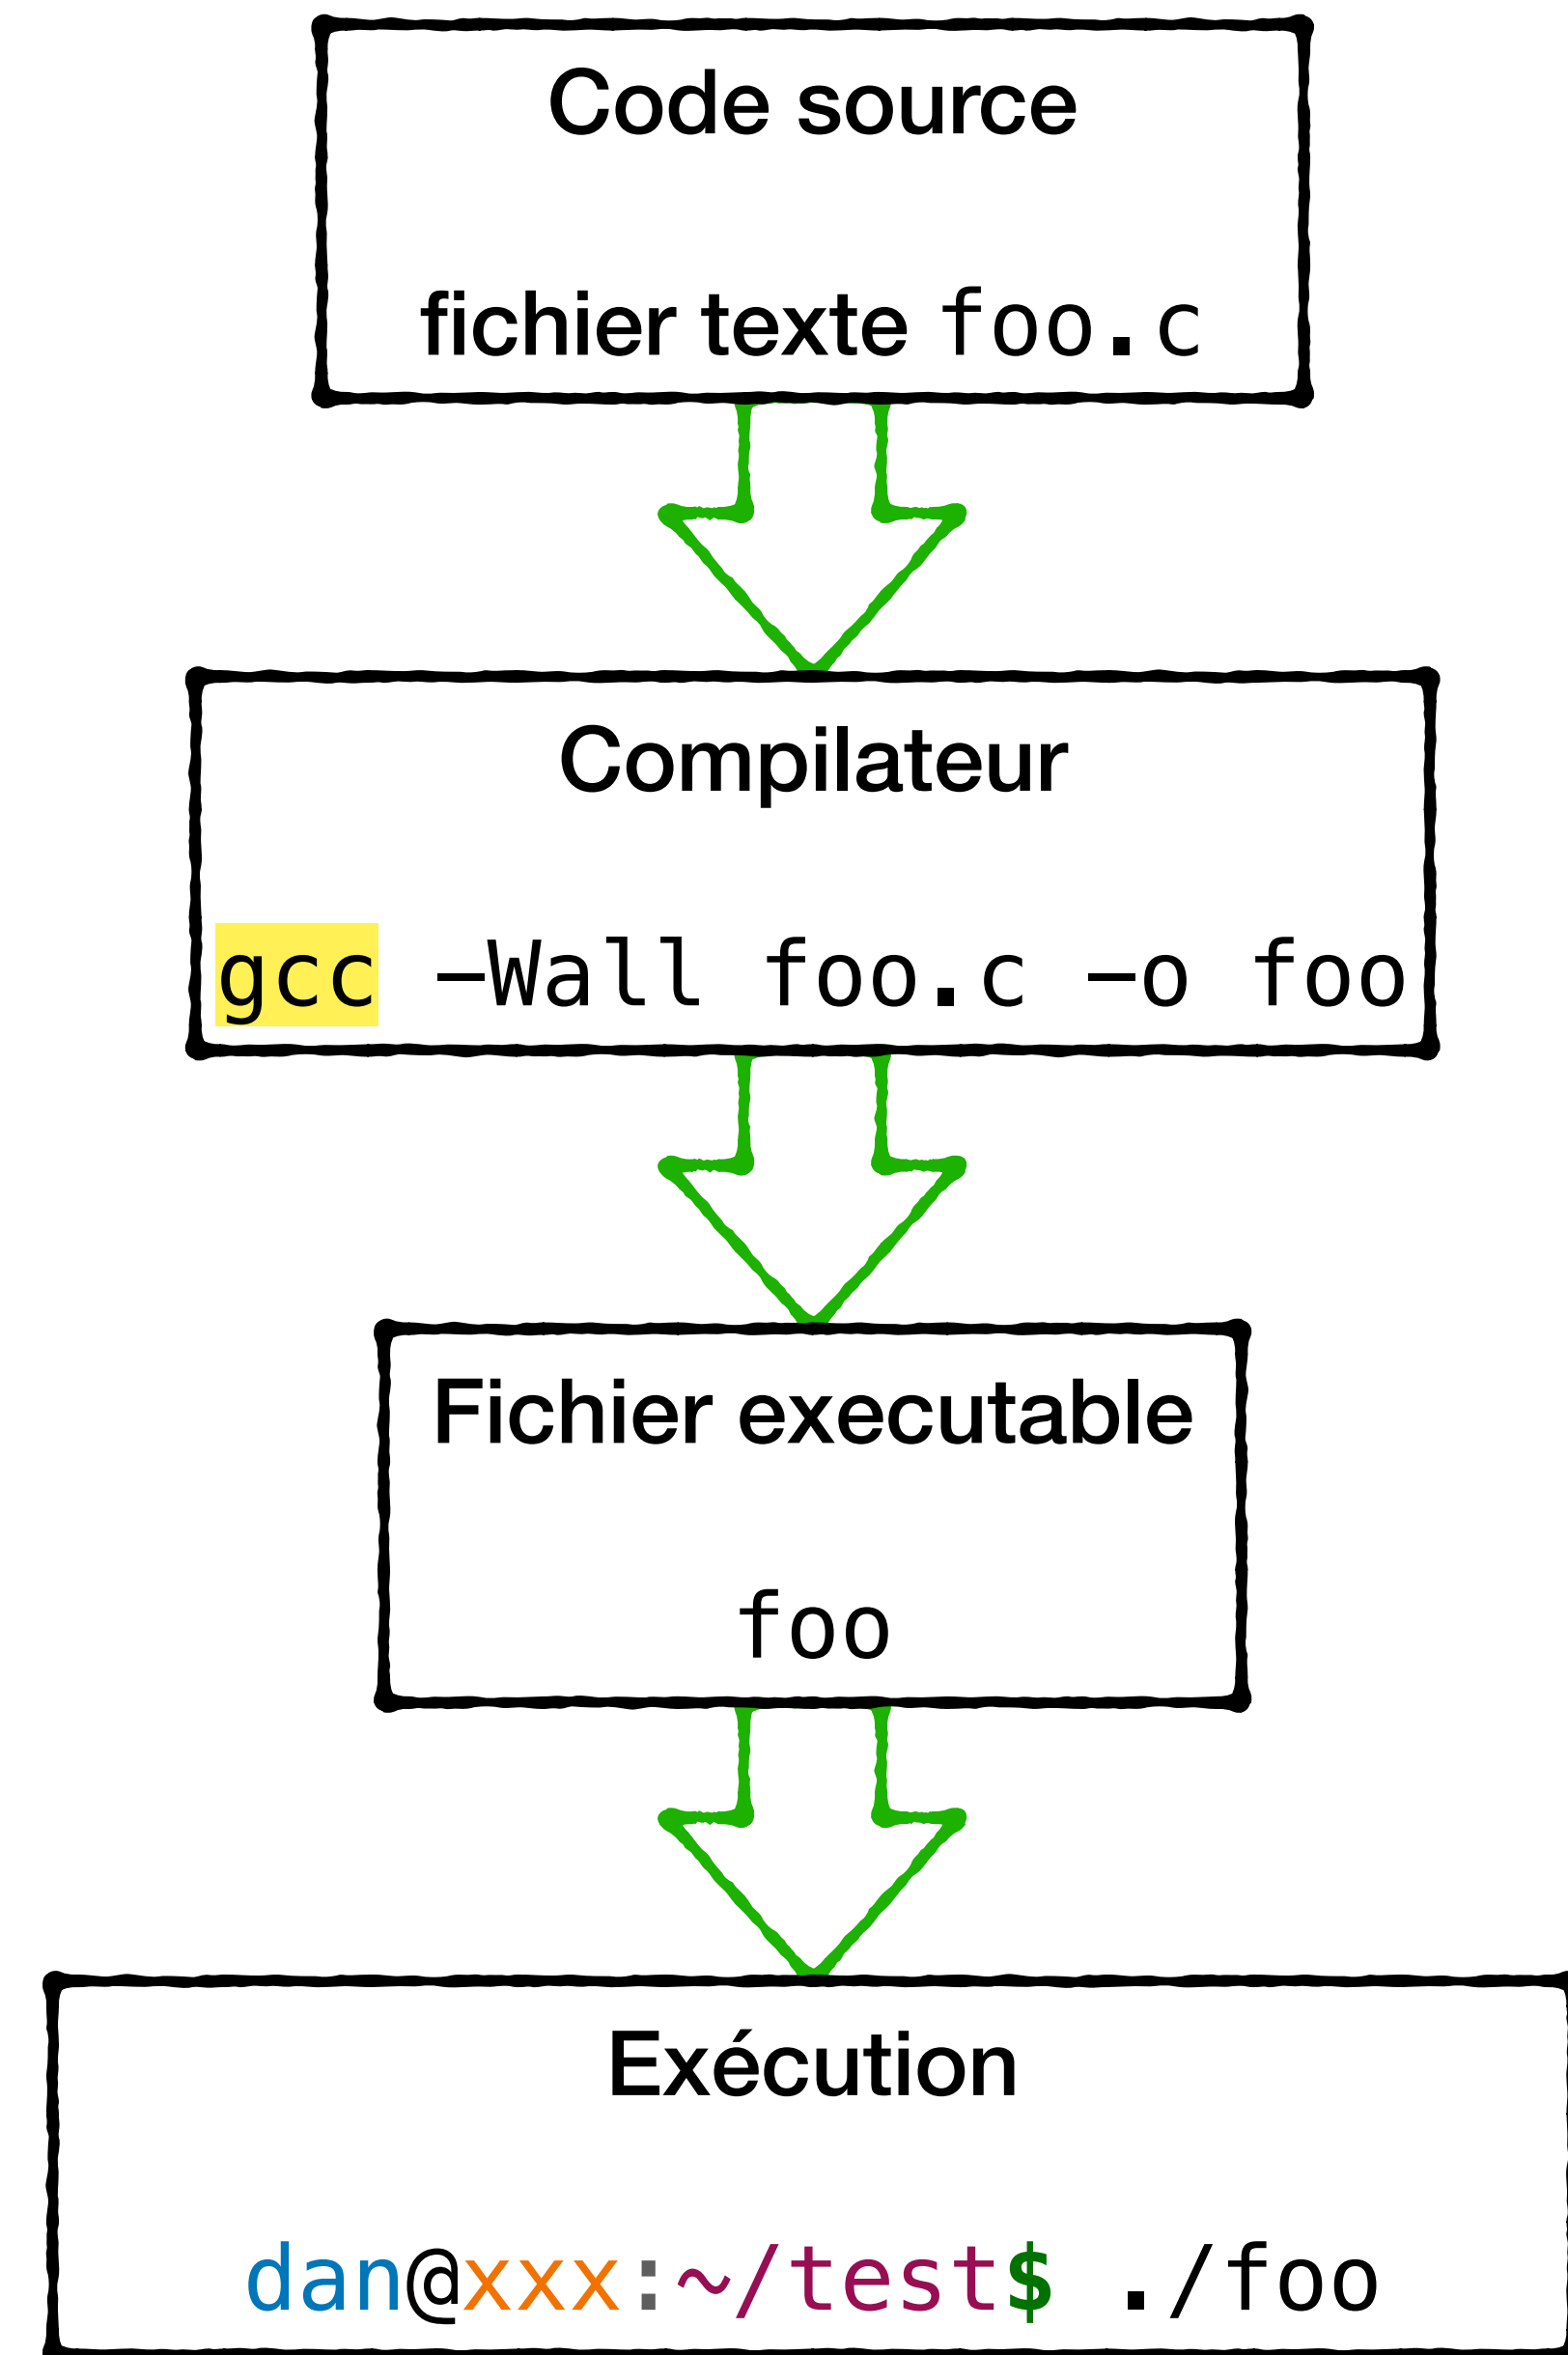 Code source
fichier texte foo.c
Compilateur
gcc -Wall foo.c -o foo
Fichier executable
foo
Exécution
dan@xxx:~/test$ ./foo